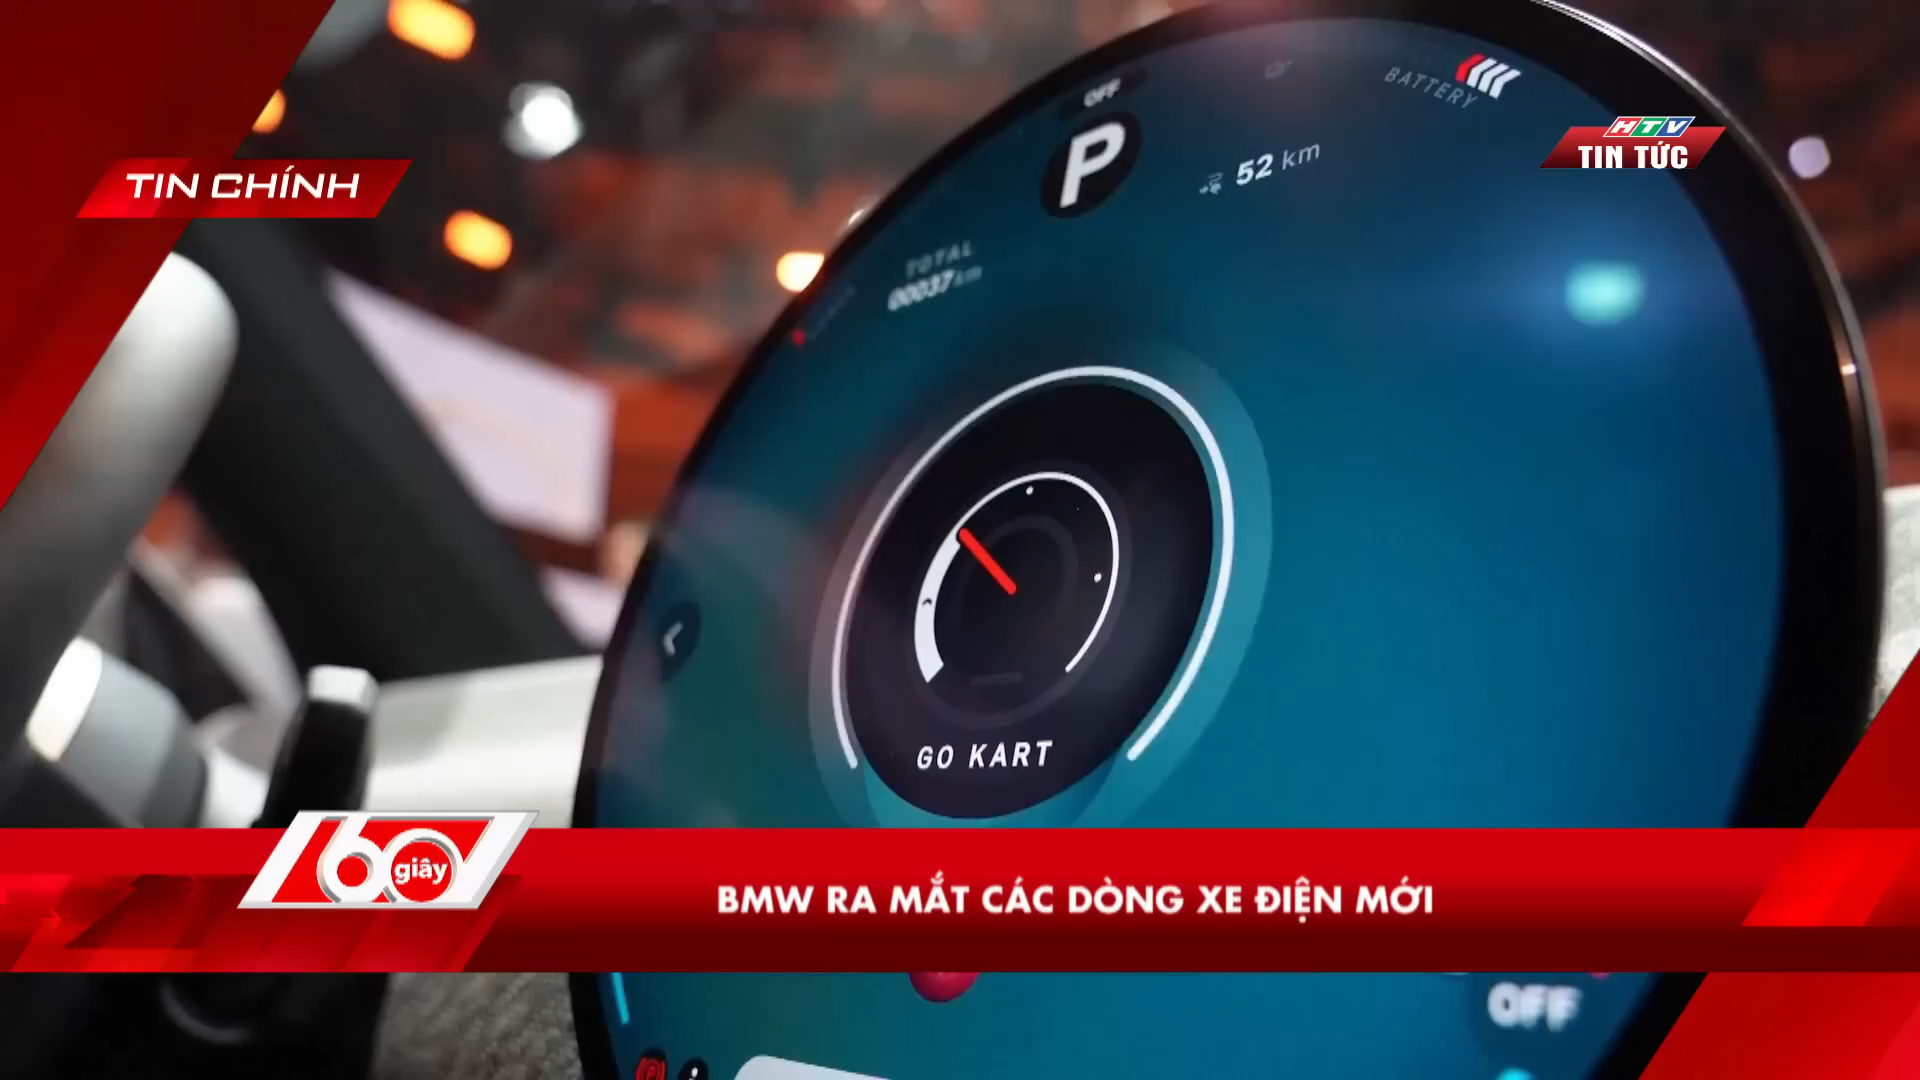 OFF
BATTERY
P
HTV
TIN TỨC
52 km
TIN CHÍNH
TOTAL
00037 km
GO KART
60 giây
BMW RA MẮT CÁC DÒNG XE ĐIỆN MỚI
OFF